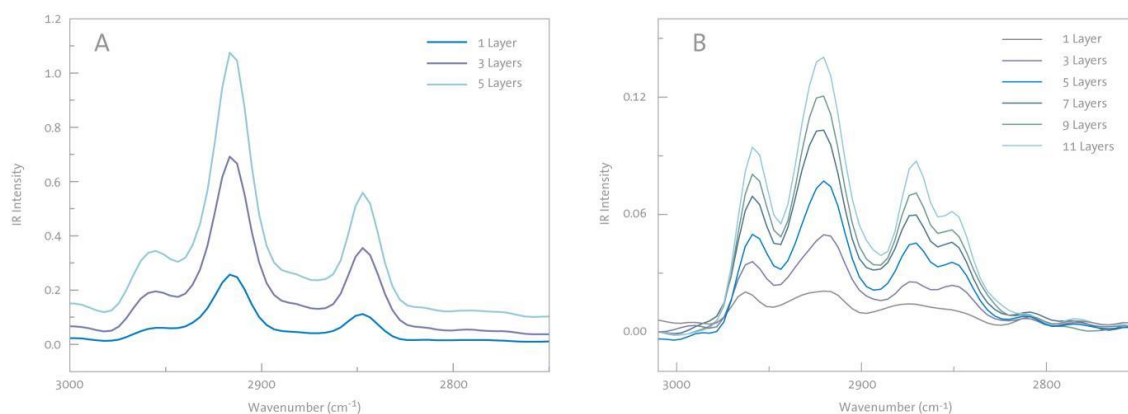 A
1 Layer
3 Layers
5 Layers
1.2
1.0
0.8
0.6
0.4
0.2
0.0
IR Intensity
3000
2900
2800
Wavenumber (cm⁻¹)
B
1 Layer
3 Layers
5 Layers
7 Layers
9 Layers
11 Layers
0.12
0.06
0.00
IR Intensity
3000
2900
2800
Wavenumber (cm¹)